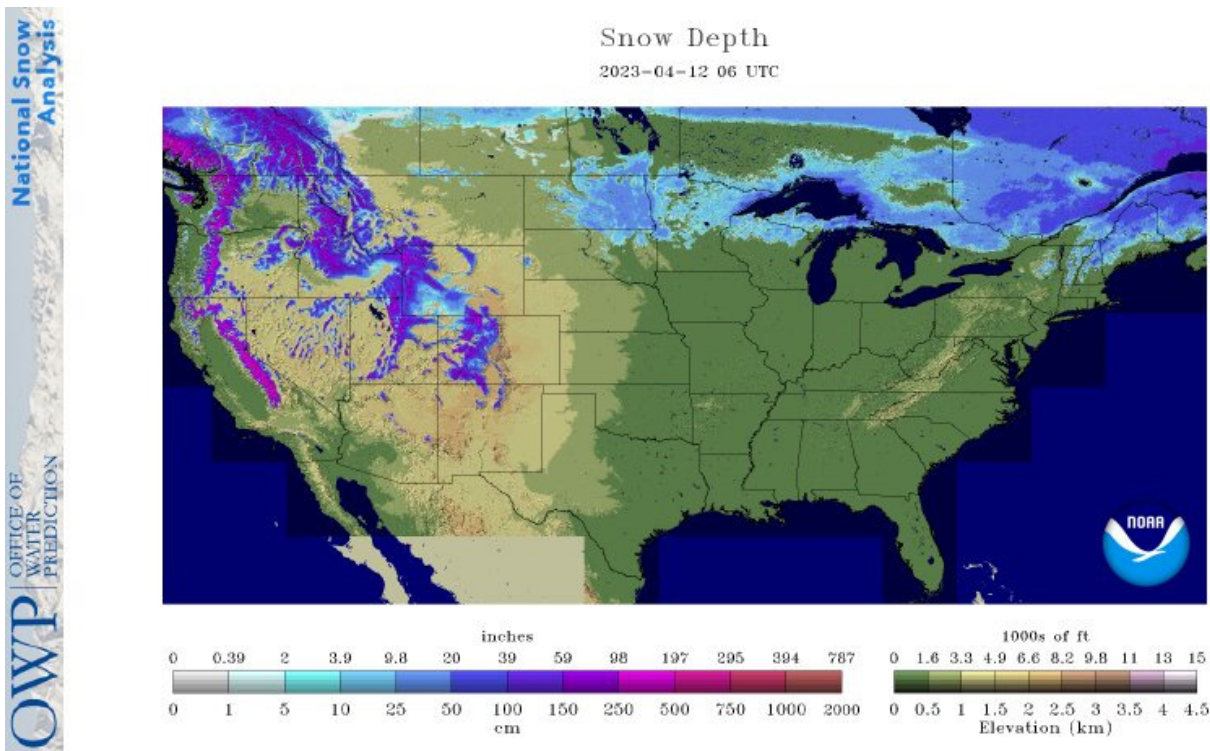 National Snow
Analysis
OWP
OFFICE OF
WATER
PREDICTION
Snow Depth
2023-04-12 06 UTC
NOAA
inches
0 0.39 2 3.9 9.8 20 39 59 98 197 295 394 787
0 1 5 10 25 50 100 150 250 500 750 1000 2000
cm
1000s of ft
0 1.6 3.3 4.9 6.6 8.2 9.8 11 13 15
0 0.5 1 1.5 2 2.5 3 3.5 4 4.5
Elevation (km)